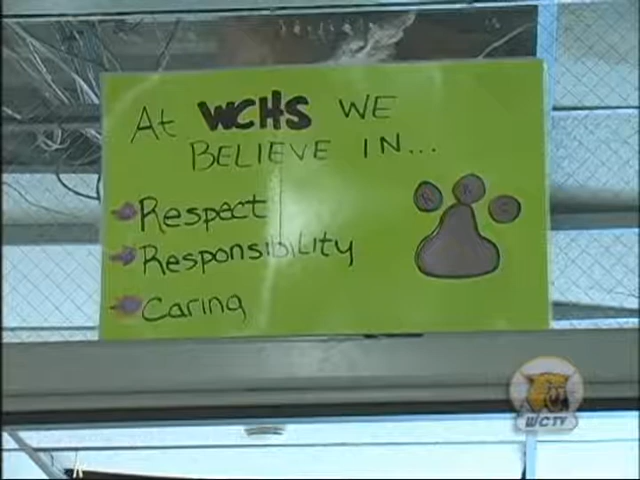 At WCHS WE
BELIEVE IN...
Respect
Responsibility
Caring
R R C
WCTV